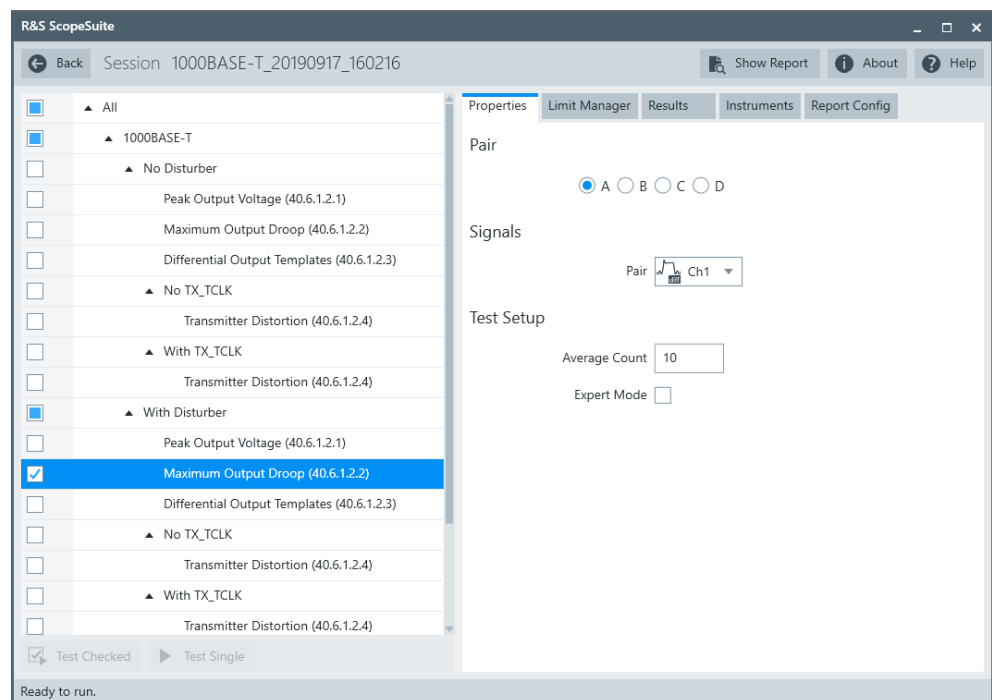 R&S ScopeSuite
Back Session 1000BASE-T_20190917_160216 Show Report About Help
All
1000BASE-T
No Disturber
Peak Output Voltage (40.6.1.2.1)
Maximum Output Droop (40.6.1.2.2)
Differential Output Templates (40.6.1.2.3)
No TX_TCLK
Transmitter Distortion (40.6.1.2.4)
With TX_TCLK
Transmitter Distortion (40.6.1.2.4)
With Disturber
Peak Output Voltage (40.6.1.2.1)
Maximum Output Droop (40.6.1.2.2)
Differential Output Templates (40.6.1.2.3)
No TX_TCLK
Transmitter Distortion (40.6.1.2.4)
With TX_TCLK
Transmitter Distortion (40.6.1.2.4)
Test Checked Test Single
Properties Limit Manager Results Instruments Report Config
Pair
A B C D
Signals
Pair diff Ch1
Test Setup
Average Count 10
Expert Mode
Ready to run.